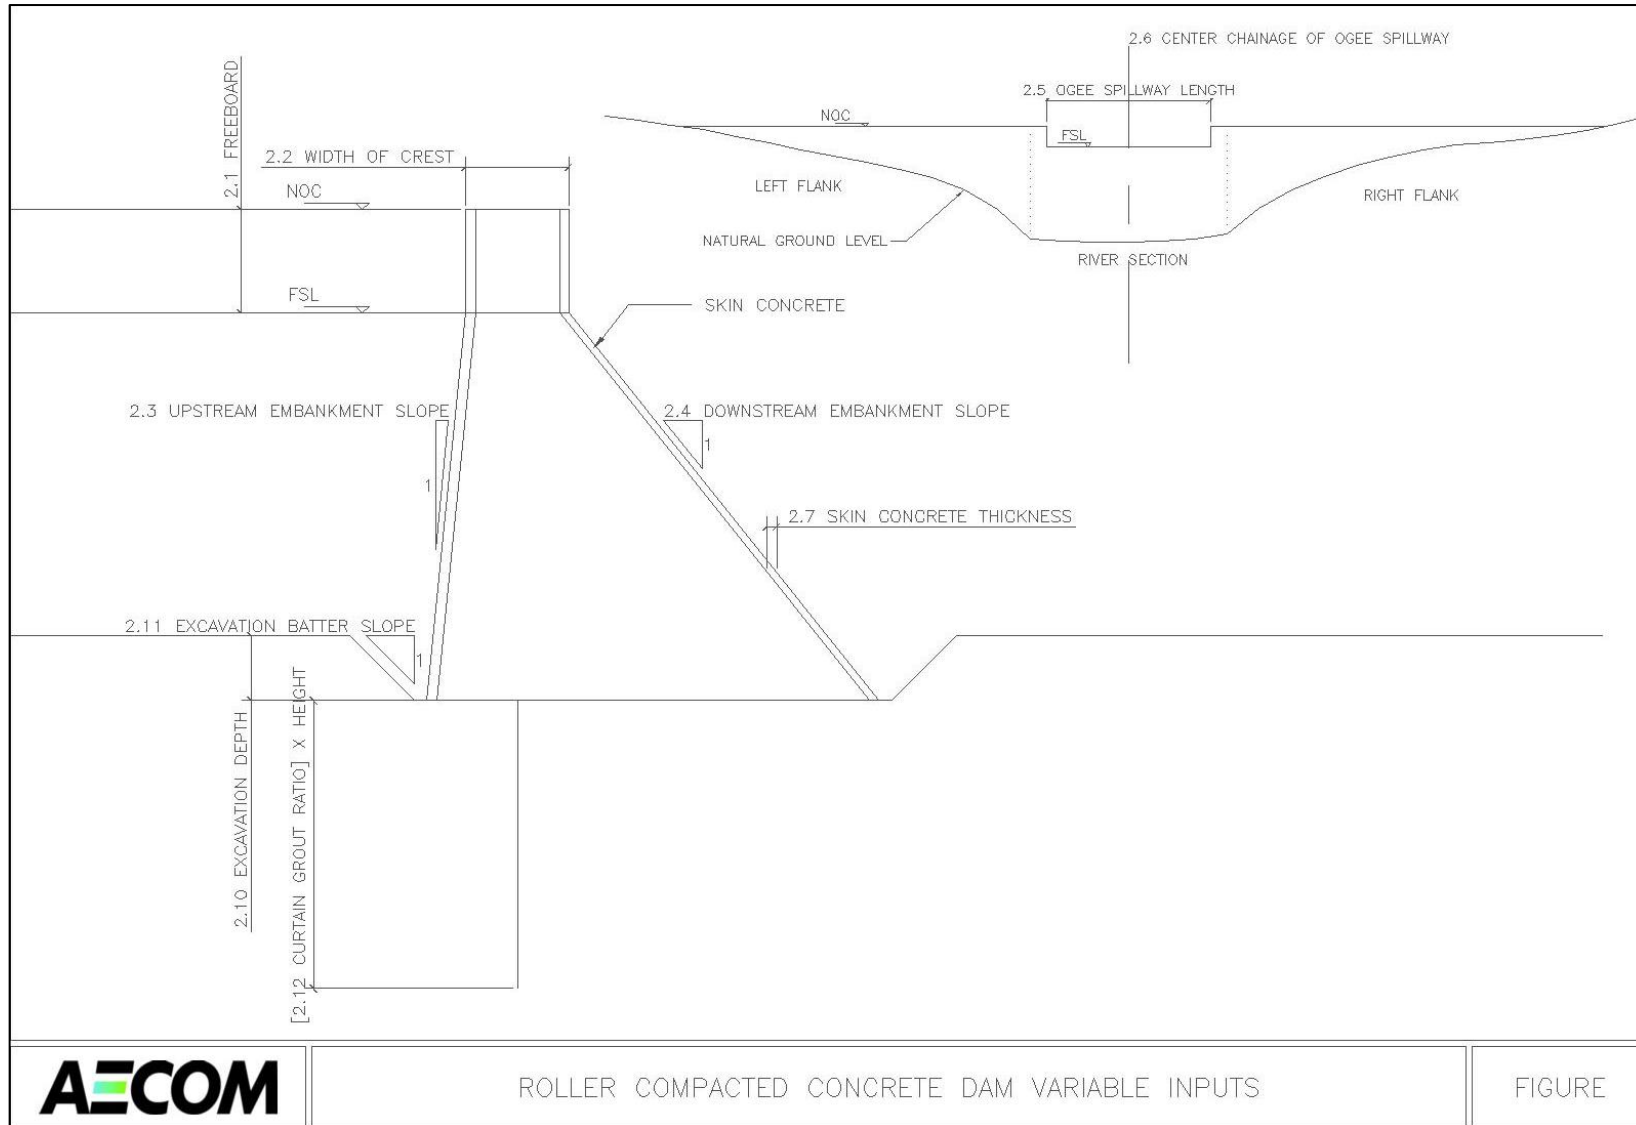 2.6 CENTER CHAINAGE OF OGEE SPILLWAY
2.5 OGEE SPILLWAY LENGTH
NOC
FSL
LEFT FLANK
RIGHT FLANK
NATURAL GROUND LEVEL
RIVER SECTION
2.1 FREEBOARD
2.2 WIDTH OF CREST
NOC
FSL
SKIN CONCRETE
2.3 UPSTREAM EMBANKMENT SLOPE
1
2.4 DOWNSTREAM EMBANKMENT SLOPE
1
2.7 SKIN CONCRETE THICKNESS
2.11 EXCAVATION BATTER SLOPE
1
2.10 EXCAVATION DEPTH
[2.12 CURTAIN GROUT RATIO] X HEIGHT
AECOM
ROLLER COMPACTED CONCRETE DAM VARIABLE INPUTS
FIGURE